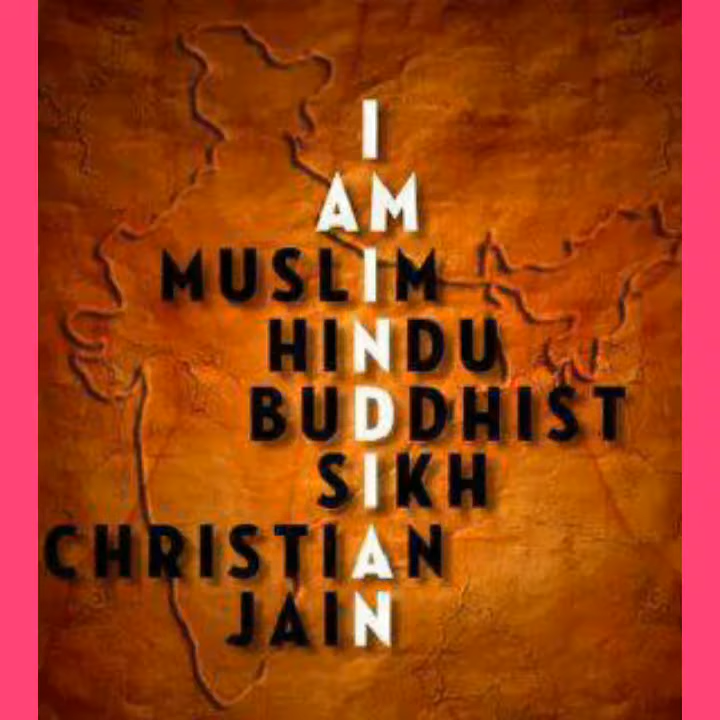 I
AM
MUSLIM
HINDU
BUDDHIST
SIKH
CHRISTIAN
JAIN